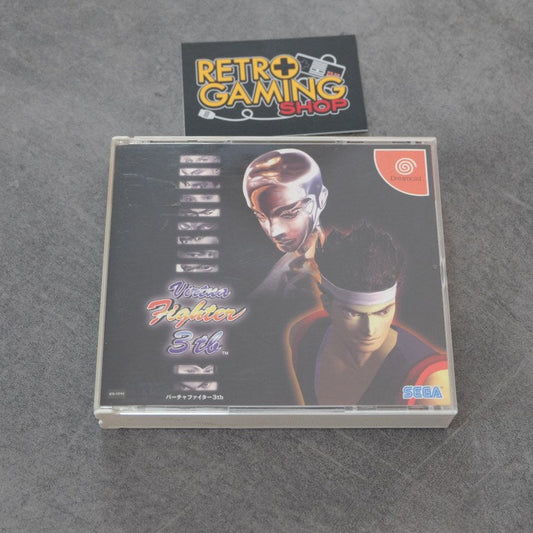 RETRO
GAMING
SHOP
Dreamcast
Virtua
Fighter
3tb™
バーチャファイター3tb
SEGA